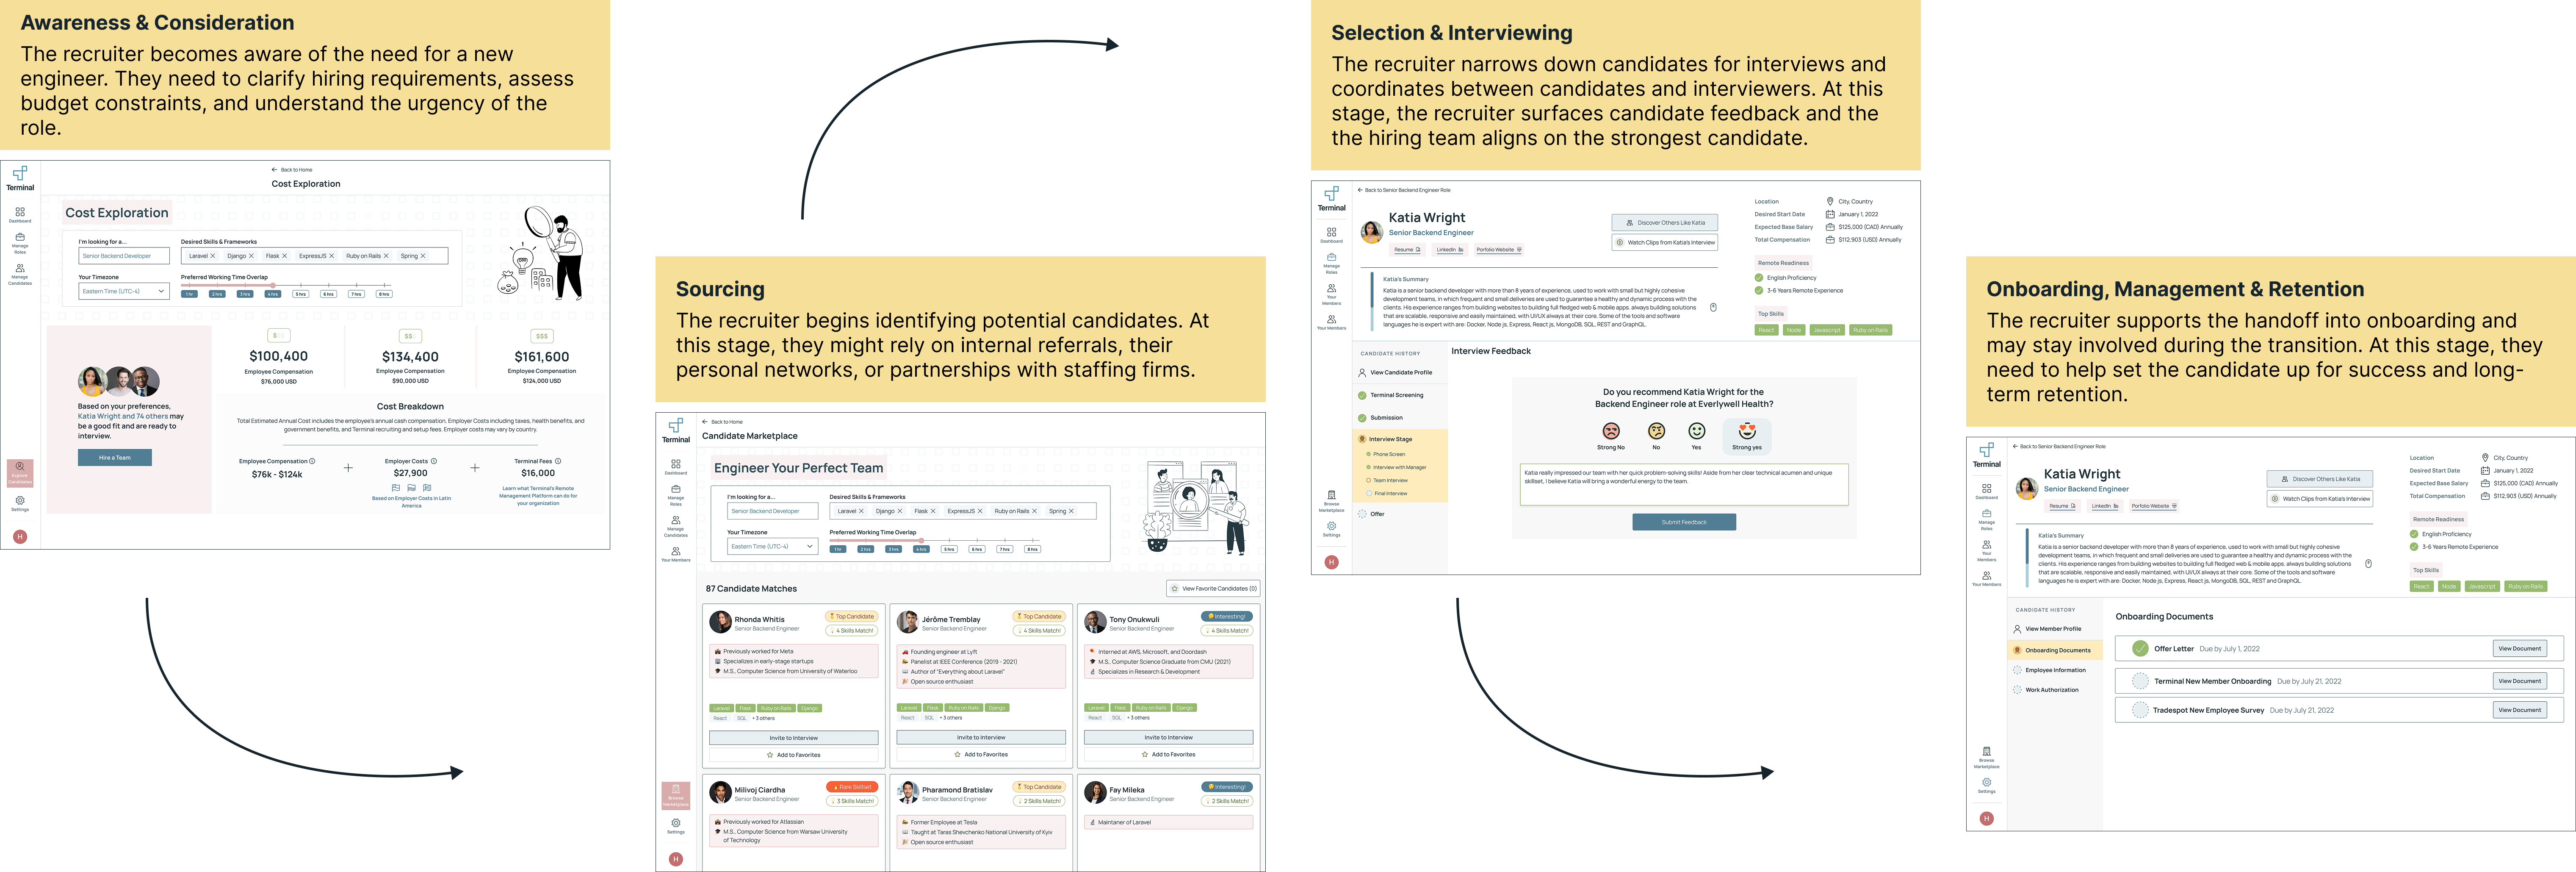 Awareness & Consideration
The recruiter becomes aware of the need for a new
engineer. They need to clarify hiring requirements, assess
budget constraints, and understand the urgency of the
role.
Terminal
Dashboard
Manage
Roles
Manage
Candidates
Explore
Candidates
Settings
H
Back to Home
Cost Exploration
Cost Exploration
I'm looking for a...
Senior Backend Developer
Desired Skills & Frameworks
Laravel Django Flask ExpressJS Ruby on Rails Spring
Your Timezone
Eastern Time (UTC-4)
Preferred Working Time Overlap
1 hr 2 hrs 3 hrs 4 hrs 5 hrs 6 hrs 7 hrs 8 hrs
Based on your preferences,
Katia Wright and 74 others may
be a good fit and are ready to
interview.
Hire a Team
$$$
$100,400
Employee Compensation
$76,000 USD
$$$
$134,400
Employee Compensation
$90,000 USD
$$$
$161,600
Employee Compensation
$124,000 USD
Cost Breakdown
Total Estimated Annual Cost includes the employee's annual cash compensation, Employer Costs including taxes, health benefits, and
government benefits, and Terminal recruiting and setup fees. Employer costs may vary by country.
Employee Compensation
$76k - $124k
+
Employer Costs
$27,900
Based on Employer Costs in Latin
America
+
Terminal Fees
$16,000
Learn what Terminal's Remote
Management Platform can do for
your organization
Sourcing
The recruiter begins identifying potential candidates. At
this stage, they might rely on internal referrals, their
personal networks, or partnerships with staffing firms.
Terminal
Dashboard
Manage
Roles
Manage
Candidates
Your Members
Browse
Marketplace
Settings
H
Back to Home
Candidate Marketplace
Engineer Your Perfect Team
I'm looking for a...
Senior Backend Developer
Desired Skills & Frameworks
Laravel Django Flask ExpressJS Ruby on Rails Spring
Your Timezone
Eastern Time (UTC-4)
Preferred Working Time Overlap
1 hr 2 hrs 3 hrs 4 hrs 5 hrs 6 hrs 7 hrs 8 hrs
87 Candidate Matches
View Favorite Candidates (0)
Rhonda Whitis
Senior Backend Engineer
Top Candidate
4 Skills Match!
Previously worked for Meta
Specializes in early-stage startups
M.S., Computer Science from University of Waterloo
Laravel Flask Ruby on Rails Django
React SQL + 3 others
Invite to Interview
Add to Favorites
Jérôme Tremblay
Senior Backend Engineer
Top Candidate
4 Skills Match!
Founding engineer at Lyft
Panelist at IEEE Conference (2019 - 2021)
Author of "Everything about Laravel"
Open source enthusiast
Laravel Flask Ruby on Rails Django
React SQL + 3 others
Invite to Interview
Add to Favorites
Tony Onukwuli
Senior Backend Engineer
Interesting!
4 Skills Match!
Interned at AWS, Microsoft, and Doordash
M.S., Computer Science Graduate from CMU (2021)
Specializes in Research & Development
Laravel Flask Ruby on Rails Django
React SQL + 3 others
Invite to Interview
Add to Favorites
Milivoj Ciardha
Senior Backend Engineer
Rare Skillset
3 Skills Match!
Previously worked for Atlassian
M.S., Computer Science from Warsaw University
of Technology
Pharamond Bratislav
Senior Backend Engineer
Top Candidate
2 Skills Match!
Former Employee at Tesla
Taught at Taras Shevchenko National University of Kyiv
Open source enthusiast
Fay Mileka
Senior Backend Engineer
Interesting!
2 Skills Match!
Maintaner of Laravel
Selection & Interviewing
The recruiter narrows down candidates for interviews and
coordinates between candidates and interviewers. At this
stage, the recruiter surfaces candidate feedback and the
the hiring team aligns on the strongest candidate.
Terminal
Dashboard
Manage
Roles
Your
Members
Your Members
Browse
Marketplace
Settings
H
Back to Senior Backend Engineer Role
Katia Wright
Senior Backend Engineer
Resume LinkedIn Porfolio Website
Discover Others Like Katia
Watch Clips from Katia's Interview
Katia's Summary
Katia is a senior backend developer with more than 8 years of experience, used to work with small but highly cohesive
development teams, in which frequent and small deliveries are used to guarantee a healthy and dynamic process with the
clients. His experience ranges from building websites to building full fledged web & mobile apps. always building solutions
that are scalable, responsive and easily maintained, with UI/UX always at their core. Some of the tools and software
languages he is expert with are: Docker, Node js, Express, React js, MongoDB, SQL, REST and GraphQL.
Location City, Country
Desired Start Date January 1, 2022
Expected Base Salary $125,000 (CAD) Annually
Total Compensation $112,903 (USD) Annually
Remote Readiness
English Proficiency
3-6 Years Remote Experience
Top Skills
React Node Javascript Ruby on Rails
CANDIDATE HISTORY
View Candidate Profile
Terminal Screening
Submission
Interview Stage
Phone Screen
Interview with Manager
Team Interview
Final Interview
Offer
Interview Feedback
Do you recommend Katia Wright for the
Backend Engineer role at Everlywell Health?
Strong No No Yes Strong yes
Katia really impressed our team with her quick problem-solving skills! Aside from her clear technical acumen and unique
skillset, I believe Katia will bring a wonderful energy to the team.
Submit Feedback
Onboarding, Management & Retention
The recruiter supports the handoff into onboarding and
may stay involved during the transition. At this stage, they
need to help set the candidate up for success and long-
term retention.
Terminal
Dashboard
Manage
Roles
Your
Members
Your Members
Browse
Marketplace
Settings
H
Back to Senior Backend Engineer Role
Katia Wright
Senior Backend Engineer
Resume LinkedIn Porfolio Website
Discover Others Like Katia
Watch Clips from Katia's Interview
Katia's Summary
Katia is a senior backend developer with more than 8 years of experience, used to work with small but highly cohesive
development teams, in which frequent and small deliveries are used to guarantee a healthy and dynamic process with the
clients. His experience ranges from building websites to building full fledged web & mobile apps. always building solutions
that are scalable, responsive and easily maintained, with UI/UX always at their core. Some of the tools and software
languages he is expert with are: Docker, Node js, Express, React js, MongoDB, SQL, REST and GraphQL.
Location City, Country
Desired Start Date January 1, 2022
Expected Base Salary $125,000 (CAD) Annually
Total Compensation $112,903 (USD) Annually
Remote Readiness
English Proficiency
3-6 Years Remote Experience
Top Skills
React Node Javascript Ruby on Rails
CANDIDATE HISTORY
View Member Profile
Onboarding Documents
Employee Information
Work Authorization
Onboarding Documents
Offer Letter Due by July 1, 2022 View Document
Terminal New Member Onboarding Due by July 21, 2022 View Document
Tradespot New Employee Survey Due by July 21, 2022 View Document